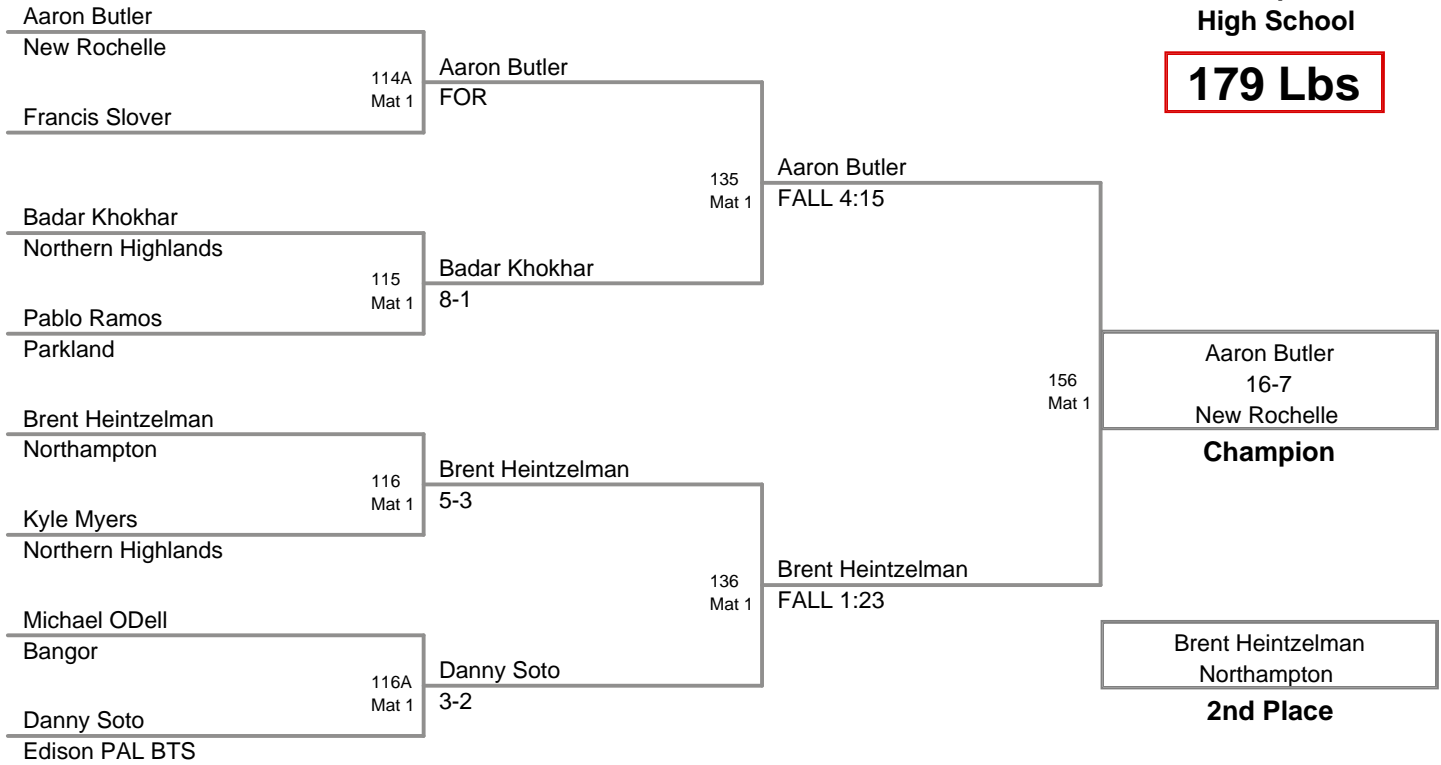 High School
179 Lbs
Aaron Butler
New Rochelle
114A
Mat 1
Francis Slover
Aaron Butler
FOR
Badar Khokhar
Northern Highlands
115
Mat 1
Pablo Ramos
Parkland
Badar Khokhar
8-1
135
Mat 1
Aaron Butler
FALL 4:15
Brent Heintzelman
Northampton
116
Mat 1
Kyle Myers
Northern Highlands
Brent Heintzelman
5-3
Michael ODell
Bangor
116A
Mat 1
Danny Soto
Edison PAL BTS
Danny Soto
3-2
136
Mat 1
Brent Heintzelman
FALL 1:23
156
Mat 1
Aaron Butler
16-7
New Rochelle
Champion
Brent Heintzelman
Northampton
2nd Place